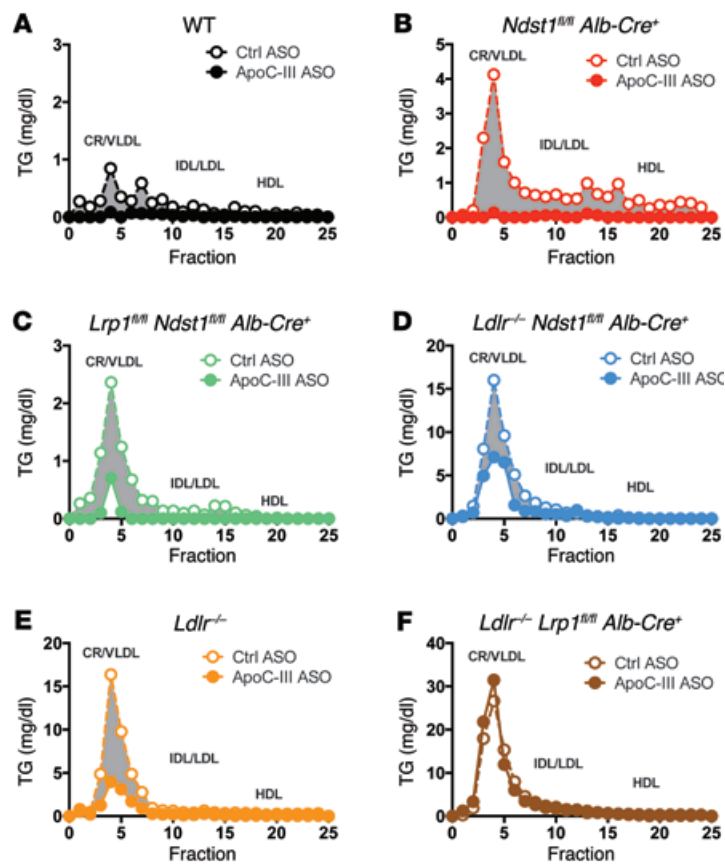 A
WT
3
2
1
0
TG (mg/dl)
Ctrl ASO
ApoC-III ASO
CR/VLDL
IDL/LDL
HDL
0 5 10 15 20 25
Fraction
B
Ndst1fl/fl Alb-Cre+
5
4
3
2
1
0
TG (mg/dl)
CR/VLDL
Ctrl ASO
ApoC-III ASO
IDL/LDL
HDL
0 5 10 15 20 25
Fraction
C
Lrp1fl/fl Ndst1fl/fl Alb-Cre+
3
2
1
0
TG (mg/dl)
CR/VLDL
Ctrl ASO
ApoC-III ASO
IDL/LDL
HDL
0 5 10 15 20 25
Fraction
D
Ldlr–/– Ndst1fl/fl Alb-Cre+
20
15
10
5
0
TG (mg/dl)
CR/VLDL
Ctrl ASO
ApoC-III ASO
IDL/LDL
HDL
0 5 10 15 20 25
Fraction
E
Ldlr–/–
20
15
10
5
0
TG (mg/dl)
CR/VLDL
Ctrl ASO
ApoC-III ASO
IDL/LDL
HDL
0 5 10 15 20 25
Fraction
F
Ldlr–/– Lrp1fl/fl Alb-Cre+
40
30
20
10
0
TG (mg/dl)
CR/VLDL
Ctrl ASO
ApoC-III ASO
IDL/LDL
HDL
0 5 10 15 20 25
Fraction